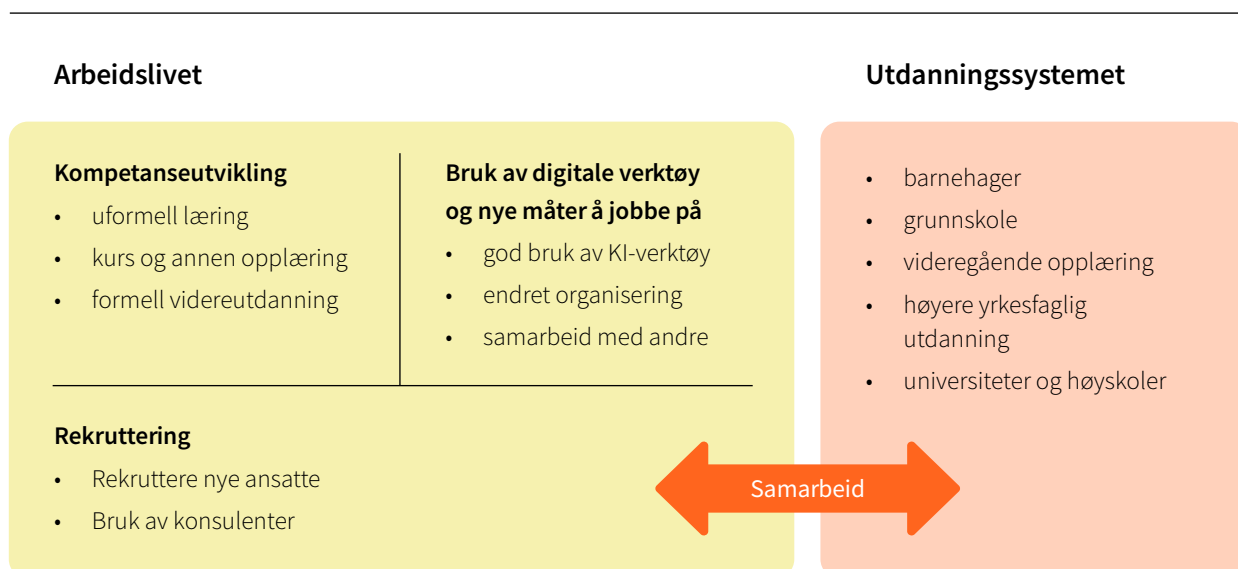 Arbeidslivet
Utdanningssystemet
Kompetanseutvikling
• uformell læring
• kurs og annen opplæring
• formell videreutdanning
Bruk av digitale verktøy
og nye måter å jobbe på
• god bruk av KI-verktøy
• endret organisering
• samarbeid med andre
Rekruttering
• Rekruttere nye ansatte
• Bruk av konsulenter
Samarbeid
• barnehager
• grunnskole
• videregående opplæring
• høyere yrkesfaglig
utdanning
• universiteter og høyskoler